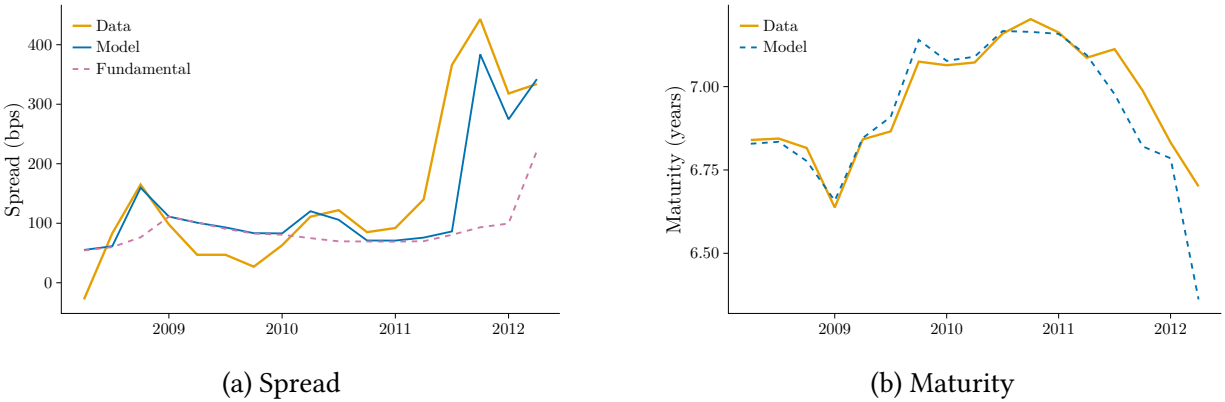 Data
Model
Fundamental
Spread (bps)
400
300
200
100
0
2009
2010
2011
2012
(a) Spread
Data
Model
Maturity (years)
7.00
6.75
6.50
2009
2010
2011
2012
(b) Maturity